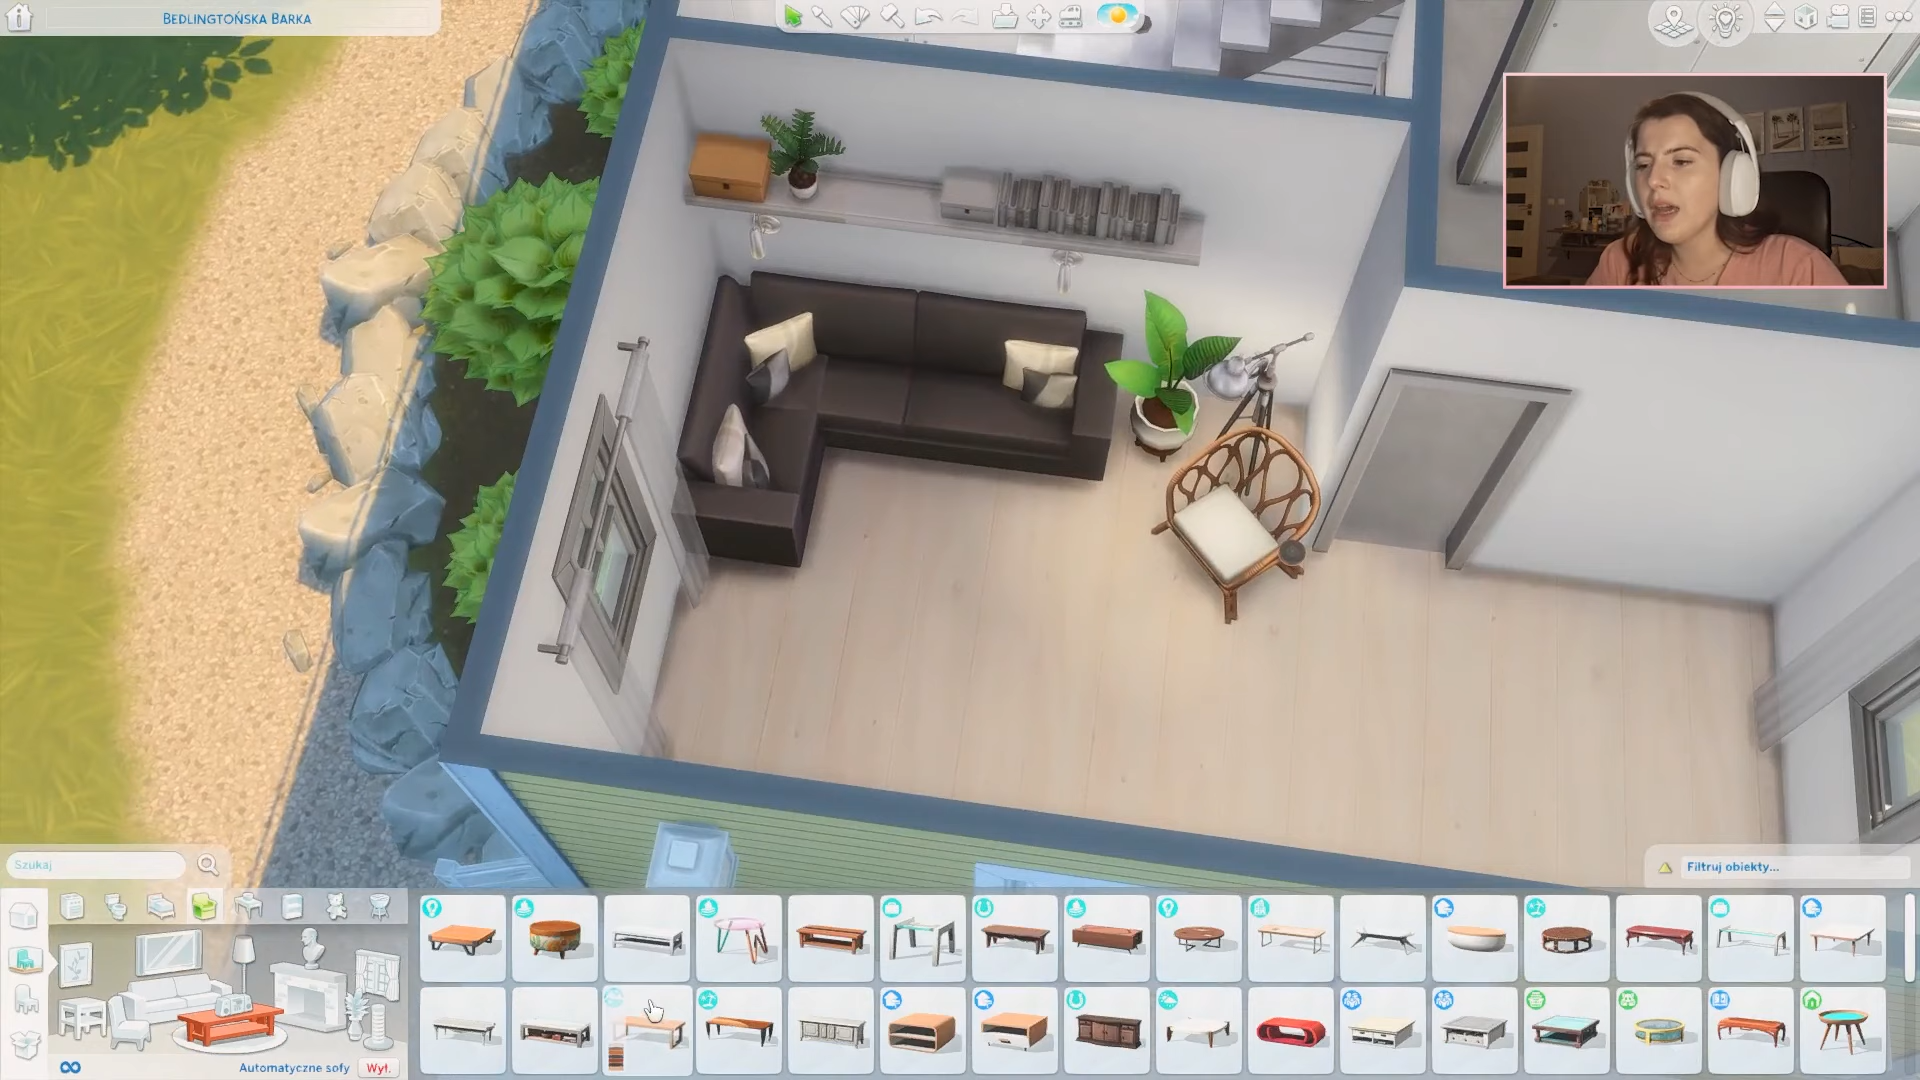 Bedlingtońska Barka
Szukaj
Filtruj obiekty...
Automatyczne sofy
Wył.